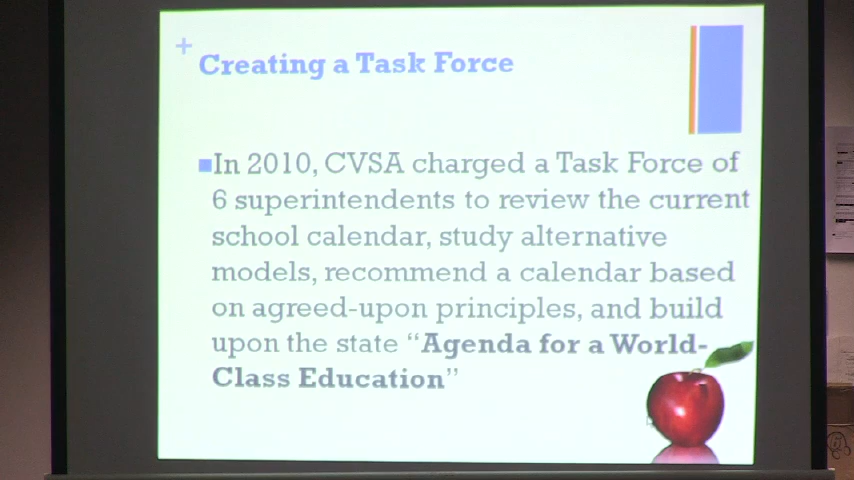 +
Creating a Task Force
In 2010, CVSA charged a Task Force of
6 superintendents to review the current
school calendar, study alternative
models, recommend a calendar based
on agreed-upon principles, and build
upon the state “Agenda for a World-
Class Education”